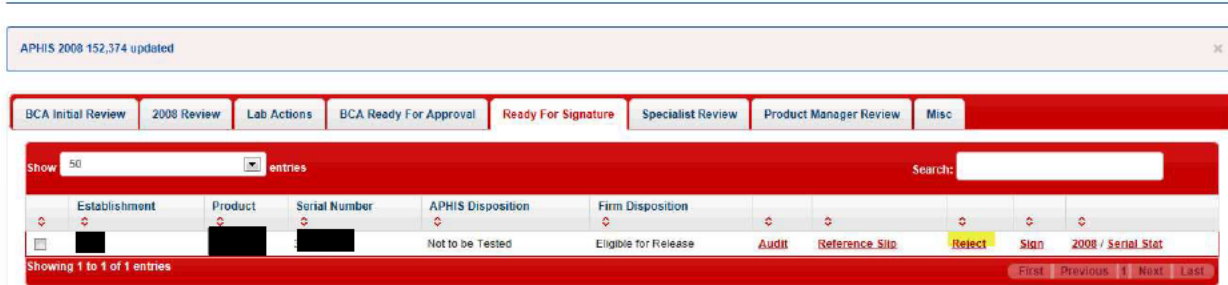 APHIS 2008 152,374 updated ×
BCA Initial Review 2008 Review Lab Actions BCA Ready For Approval Ready For Signature Specialist Review Product Manager Review Misc
Show 50 entries Search:
Establishment Product Serial Number APHIS Disposition Firm Disposition
Not to be Tested Eligible for Release Audit Reference Slip Reject Sign 2008 / Serial Stat
Showing 1 to 1 of 1 entries First Previous 1 Next Last